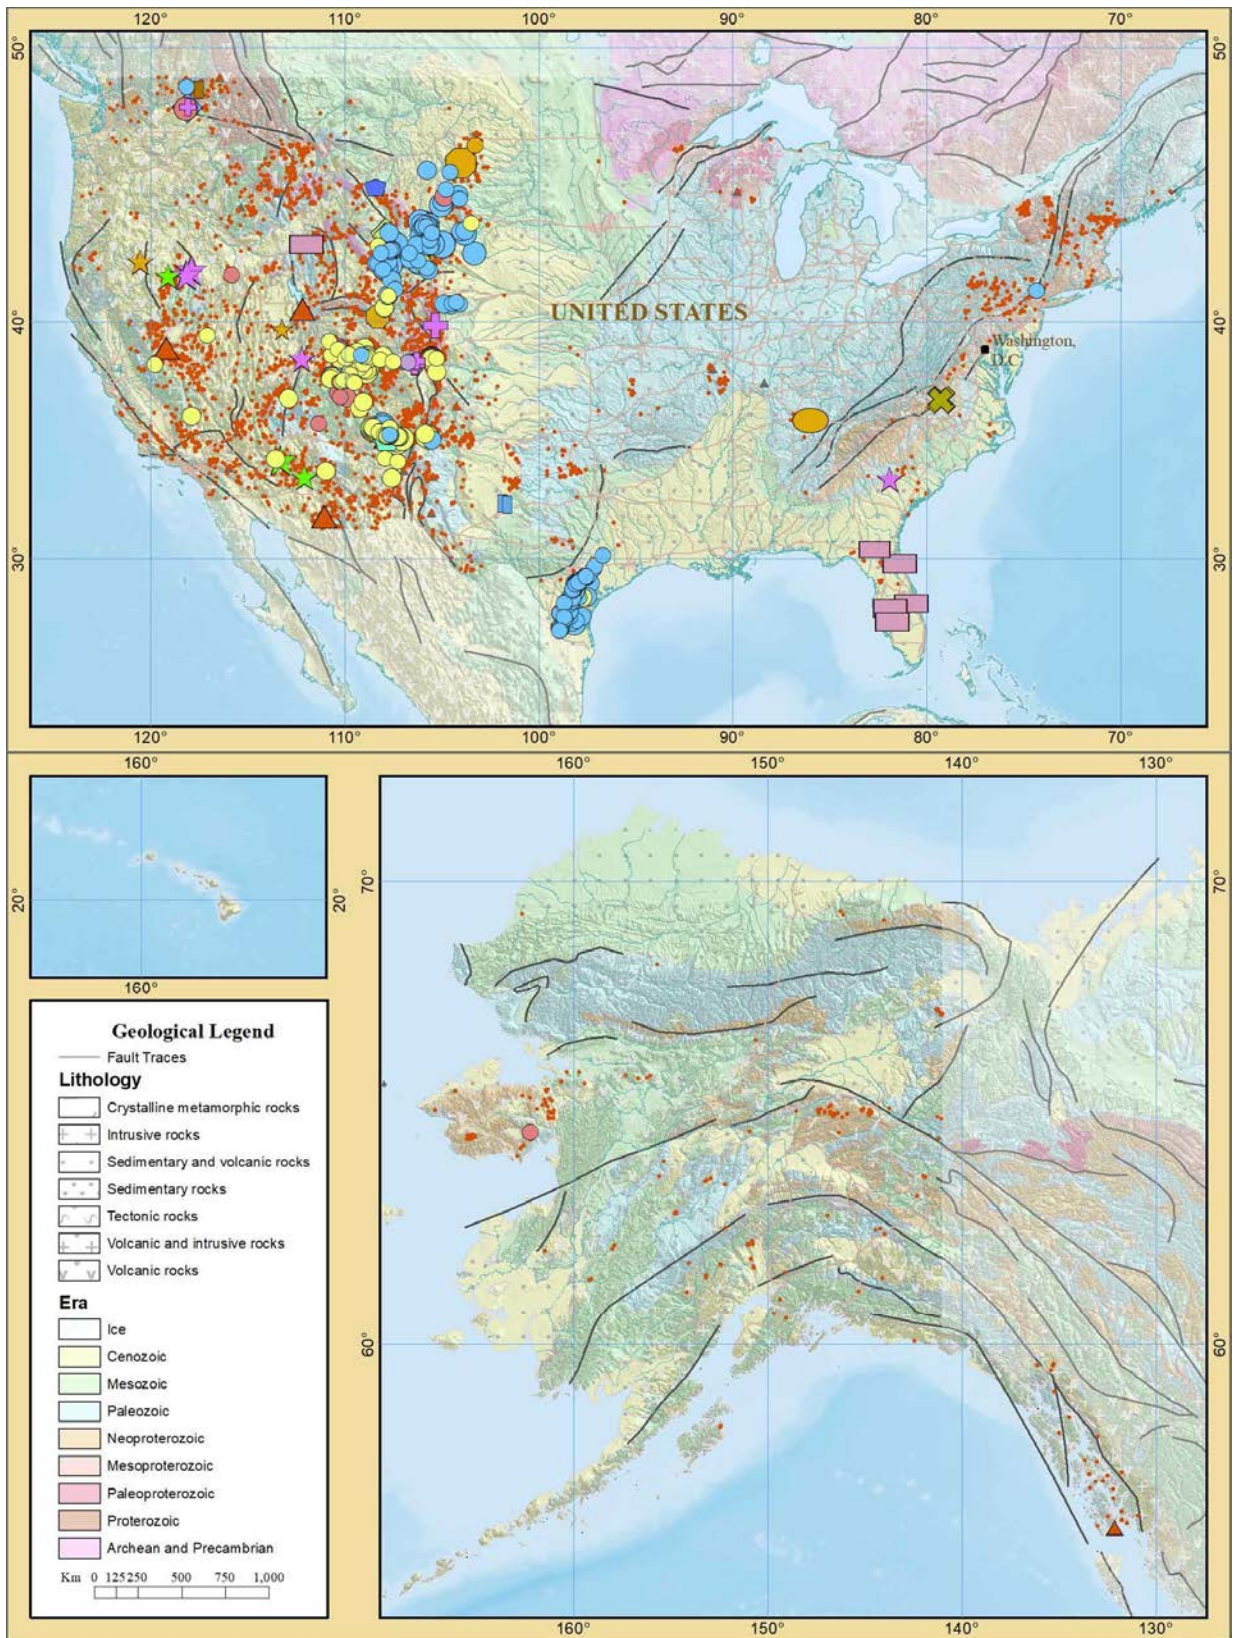 120° 110° 100° 90° 80° 70°
50° 50°
40° UNITED STATES 40°
Washington,
D.C
30° 30°
120° 110° 100° 90° 80° 70°
160° 160° 150° 140° 130°
70° 70°
20° 20°
160°
Geological Legend
Fault Traces
Lithology
Crystalline metamorphic rocks
Intrusive rocks
Sedimentary and volcanic rocks
Sedimentary rocks
Tectonic rocks
Volcanic and intrusive rocks
Volcanic rocks
Era
Ice
Cenozoic
60° 60°
Mesozoic
Paleozoic
Neoproterozoic
Mesoproterozoic
Paleoproterozoic
Proterozoic
Archean and Precambrian
Km 0 125 250 500 750 1,000
160° 150° 140° 130°